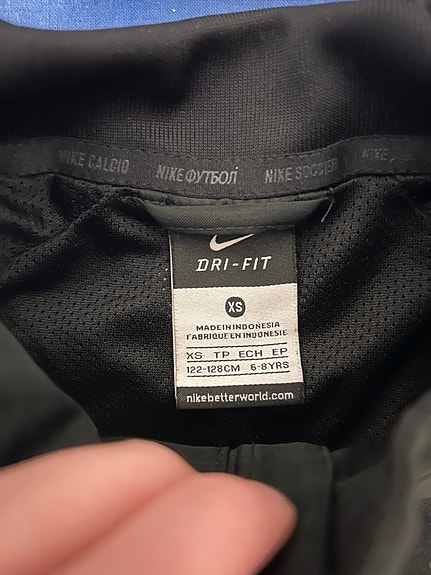 NIKE CALCIO NIKE ФУТБОЛ NIKE SOCCER NIKE
DRI-FIT
XS
MADE IN INDONESIA
FABRIQUE EN INDONESIE
XS TP ECH EP
122-128CM 6-8YRS
nikebetterworld.com